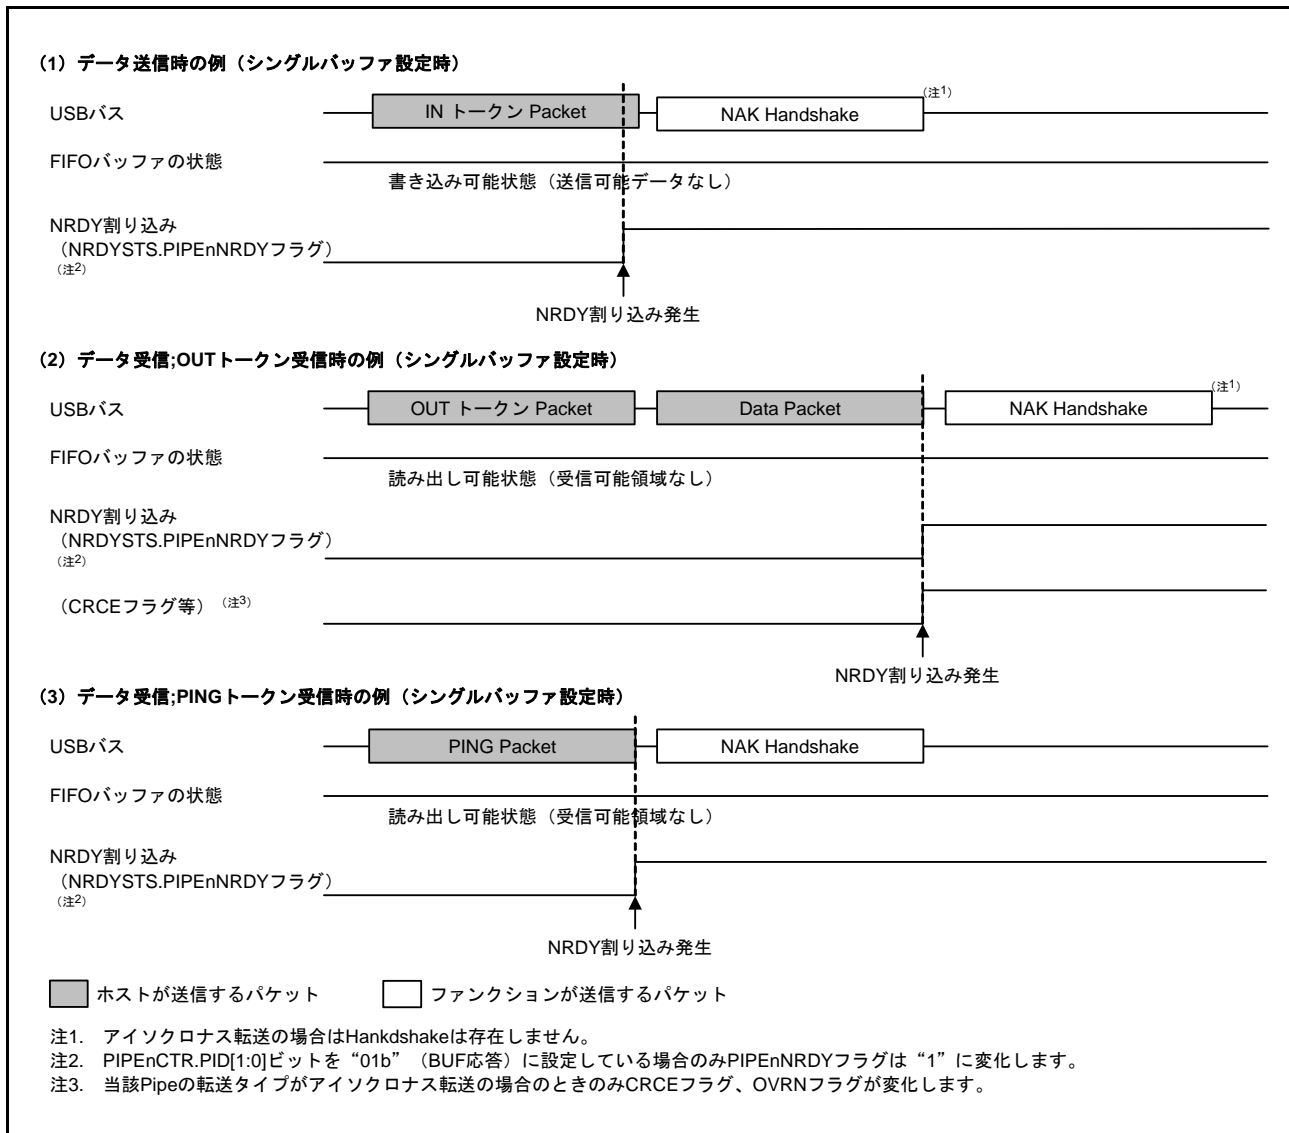 (1) データ送信時の例（シングルバッファ設定時）
USBバス
IN トークン Packet
NAK Handshake
（注1）
FIFOバッファの状態
書き込み可能状態（送信可能データなし）
NRDY割り込み
（NRDYSTS.PIPEnNRDYフラグ）
（注2）
NRDY割り込み発生
(2) データ受信;OUTトークン受信時の例（シングルバッファ設定時）
USBバス
OUT トークン Packet
Data Packet
NAK Handshake
（注1）
FIFOバッファの状態
読み出し可能状態（受信可能領域なし）
NRDY割り込み
（NRDYSTS.PIPEnNRDYフラグ）
（注2）
（CRCEフラグ等）（注3）
NRDY割り込み発生
(3) データ受信;PINGトークン受信時の例（シングルバッファ設定時）
USBバス
PING Packet
NAK Handshake
FIFOバッファの状態
読み出し可能状態（受信可能領域なし）
NRDY割り込み
（NRDYSTS.PIPEnNRDYフラグ）
（注2）
NRDY割り込み発生
ホストが送信するパケット
ファンクションが送信するパケット
注1. アイソクロナス転送の場合はHankdshakeは存在しません。
注2. PIPEnCTR.PID[1:0]ビットを“01b”（BUF応答）に設定している場合のみPIPEnNRDYフラグは“1”に変化します。
注3. 当該Pipeの転送タイプがアイソクロナス転送の場合のときのみCRCEフラグ、OVRNフラグが変化します。